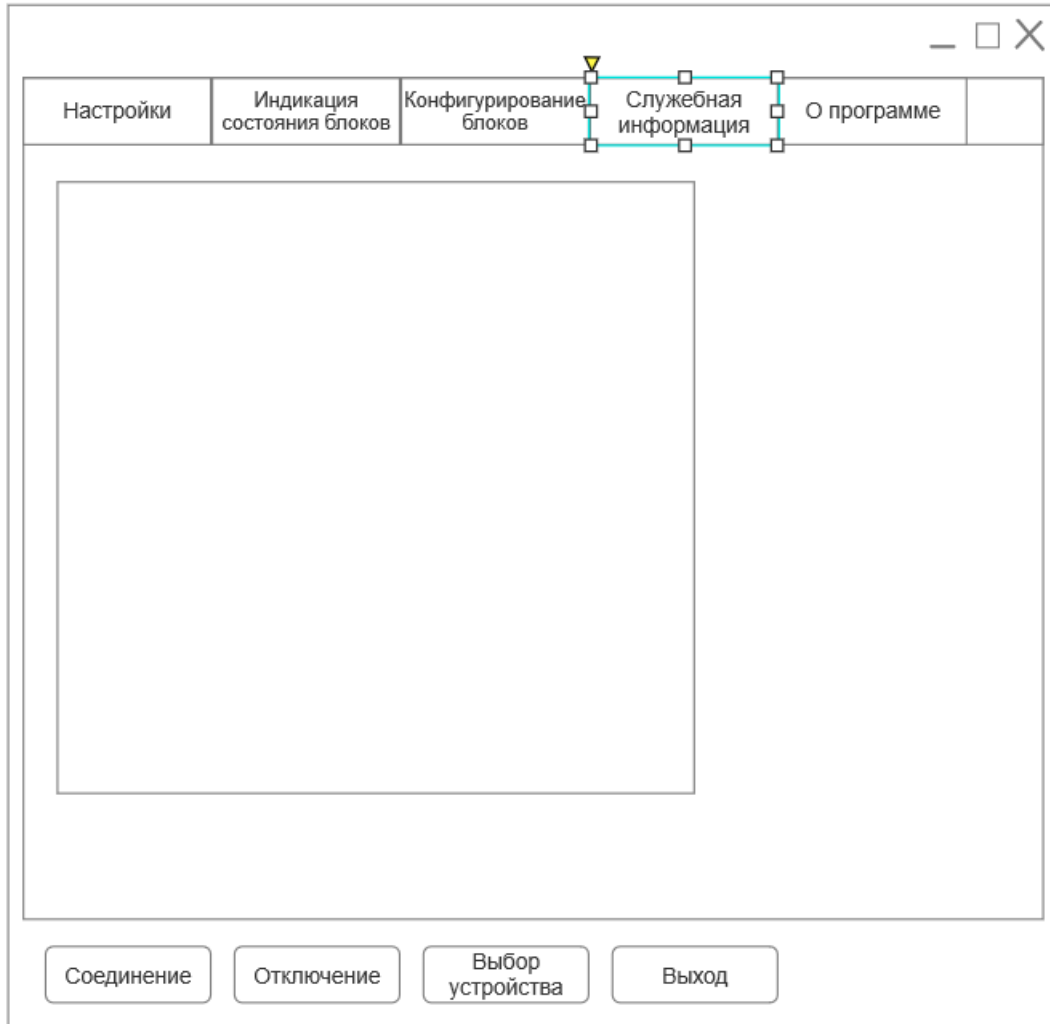 Настройки
Индикация
состояния блоков
Конфигурирование
блоков
Служебная
информация
О программе
Соединение
Отключение
Выбор
устройства
Выход